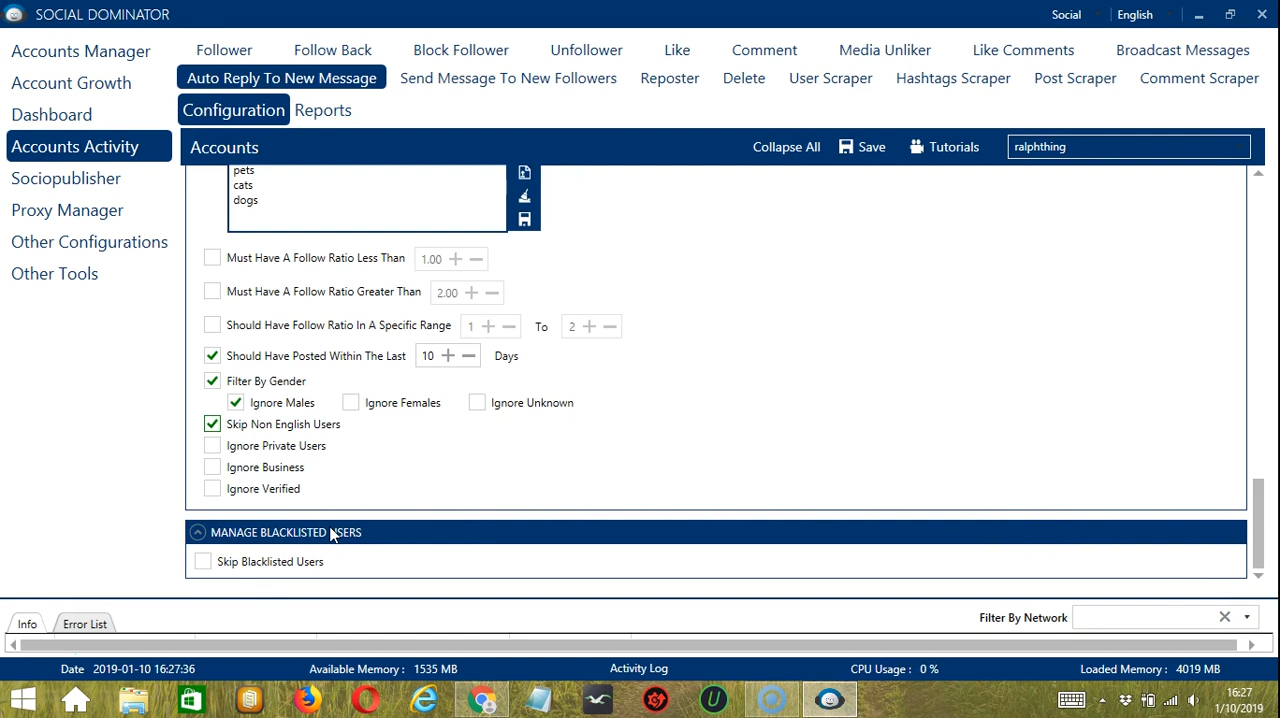 SOCIAL DOMINATOR
Social
English
Accounts Manager
Account Growth
Dashboard
Accounts Activity
Sociopublisher
Proxy Manager
Other Configurations
Other Tools
Follower Follow Back Block Follower Unfollower Like Comment Media Unliker Like Comments Broadcast Messages
Auto Reply To New Message Send Message To New Followers Reposter Delete User Scraper Hashtags Scraper Post Scraper Comment Scraper
Configuration Reports
Accounts Collapse All Save Tutorials ralphthing
pets
cats
dogs
Must Have A Follow Ratio Less Than 1.00
Must Have A Follow Ratio Greater Than 2.00
Should Have Follow Ratio In A Specific Range 1 To 2
Should Have Posted Within The Last 10 Days
Filter By Gender
Ignore Males Ignore Females Ignore Unknown
Skip Non English Users
Ignore Private Users
Ignore Business
Ignore Verified
MANAGE BLACKLISTED USERS
Skip Blacklisted Users
Info Error List Filter By Network
Date 2019-01-10 16:27:36 Available Memory : 1535 MB Activity Log CPU Usage : 0 % Loaded Memory : 4019 MB
16:27
1/10/2019